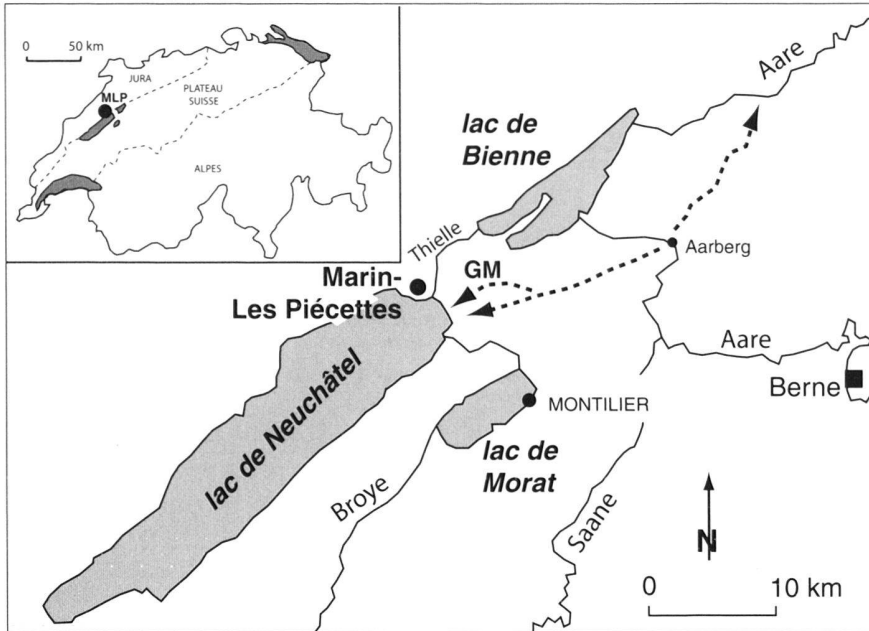 0 50 km
JURA
MLP
PLATEAU
SUISSE
ALPES
Aare
lac de
Bienne
Thielle
Aarberg
GM
Marin-
Les Piécettes
Aare
Berne
lac de Neuchâtel
MONTILIER
lac de
Morat
Broye
Saane
N
0 10 km